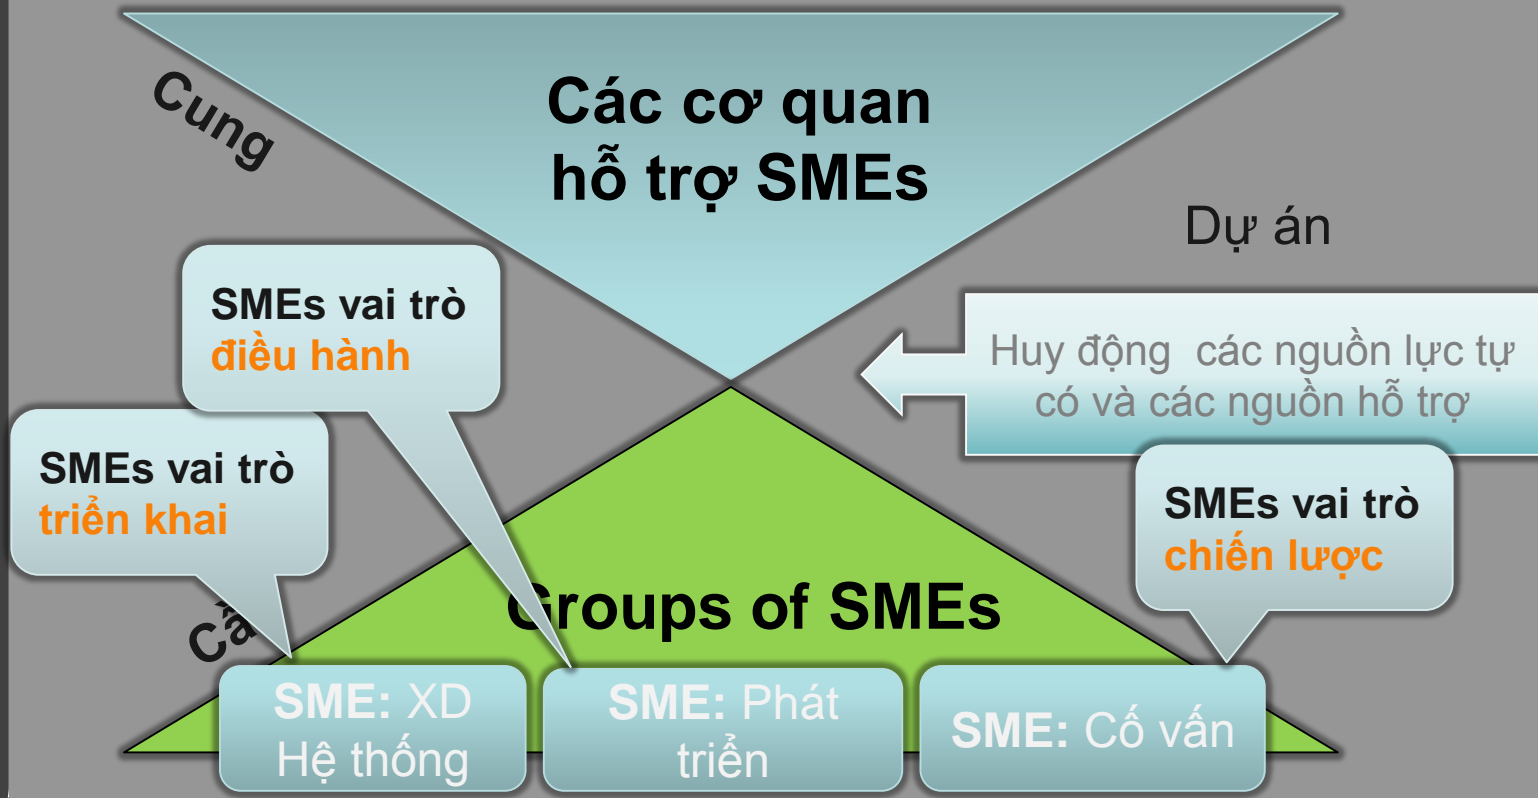 Cung
Các cơ quan
hỗ trợ SMEs
Dự án
SMEs vai trò
điều hành
Huy động các nguồn lực tự
có và các nguồn hỗ trợ
SMEs vai trò
triển khai
SMEs vai trò
chiến lược
Groups of SMEs
SME: XD
Hệ thống
SME: Phát
triển
SME: Cố vấn